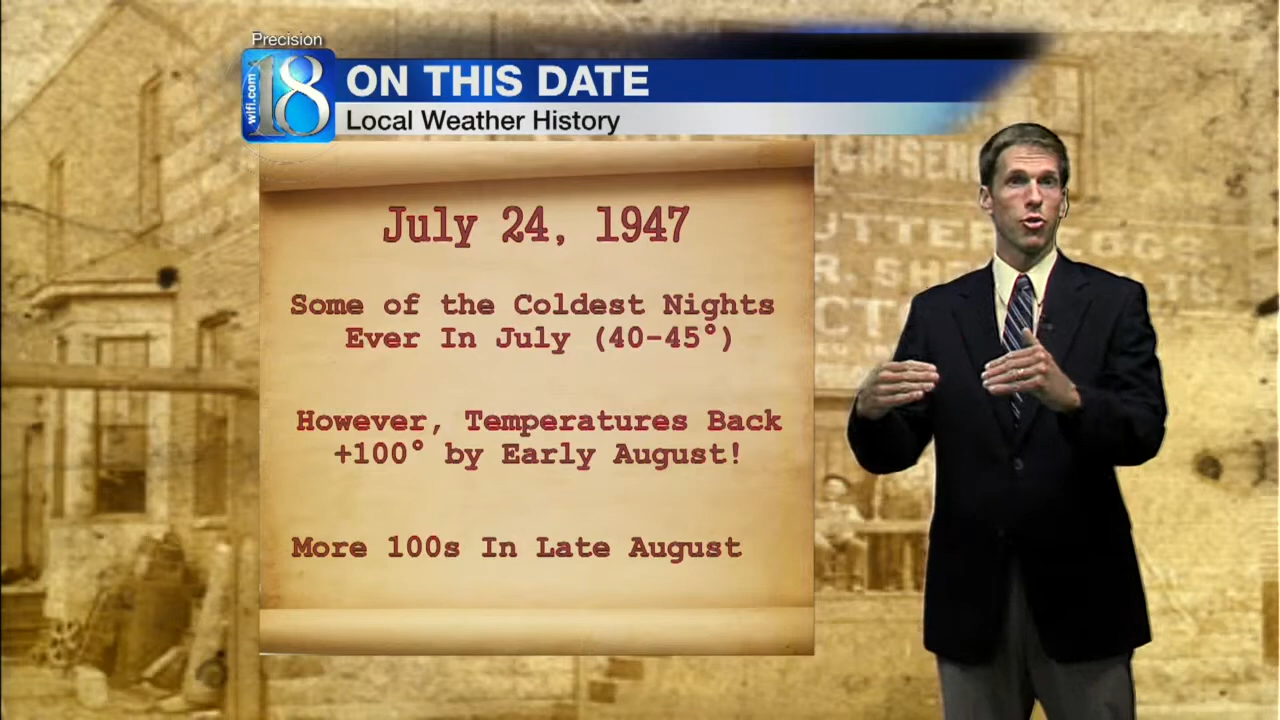 Precision
wlfi.com
18
ON THIS DATE
Local Weather History
July 24, 1947
Some of the Coldest Nights
Ever In July (40-45°)
However, Temperatures Back
+100° by Early August!
More 100s In Late August